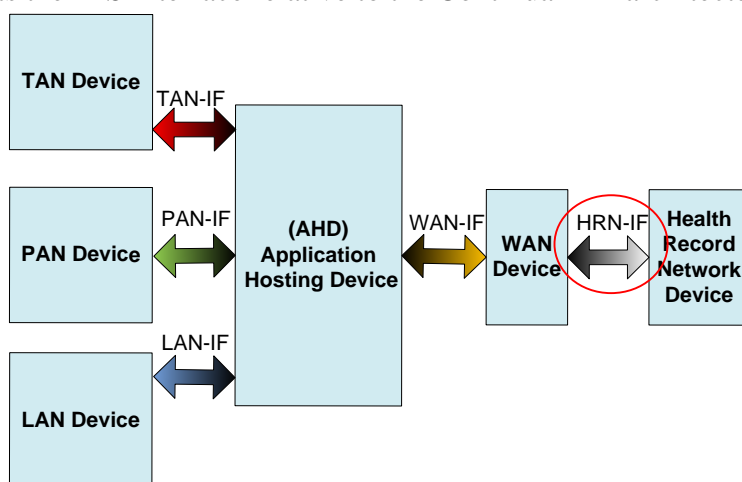 TAN Device
TAN-IF
PAN Device
PAN-IF
LAN Device
LAN-IF
(AHD)
Application
Hosting Device
WAN-IF
WAN
Device
HRN-IF
Health
Record
Network
Device